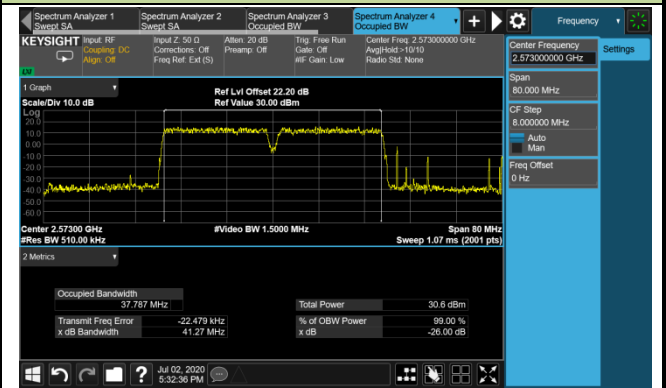 Spectrum Analyzer 1
Swept SA
Spectrum Analyzer 2
Swept SA
Spectrum Analyzer 3
Occupied BW
Spectrum Analyzer 4
Occupied BW
Frequency
KEYSIGHT
Input: RF
Coupling: DC
Align: Off
Input Z: 50 Ω
Corrections: Off
Freq Ref: Ext (S)
Atten: 20 dB
Preamp: Off
Trig: Free Run
Gate: Off
#IF Gain: Low
Center Freq: 2.573000000 GHz
Avg|Hold:>10/10
Radio Std: None
Center Frequency
2.573000000 GHz
Settings
Span
80.000 MHz
CF Step
8.000000 MHz
Auto
Man
Freq Offset
0 Hz
1 Graph
Scale/Div 10.0 dB
Ref Lvl Offset 22.20 dB
Ref Value 30.00 dBm
Log
20.0
10.0
0.00
-10.0
-20.0
-30.0
-40.0
-50.0
-60.0
Center 2.57300 GHz
#Res BW 510.00 kHz
#Video BW 1.5000 MHz
Span 80 MHz
Sweep 1.07 ms (2001 pts)
2 Metrics
Occupied Bandwidth
37.787 MHz
Total Power 30.6 dBm
Transmit Freq Error -22.479 kHz
% of OBW Power 99.00 %
x dB Bandwidth 41.27 MHz
x dB -26.00 dB
Jul 02, 2020
5:32:36 PM